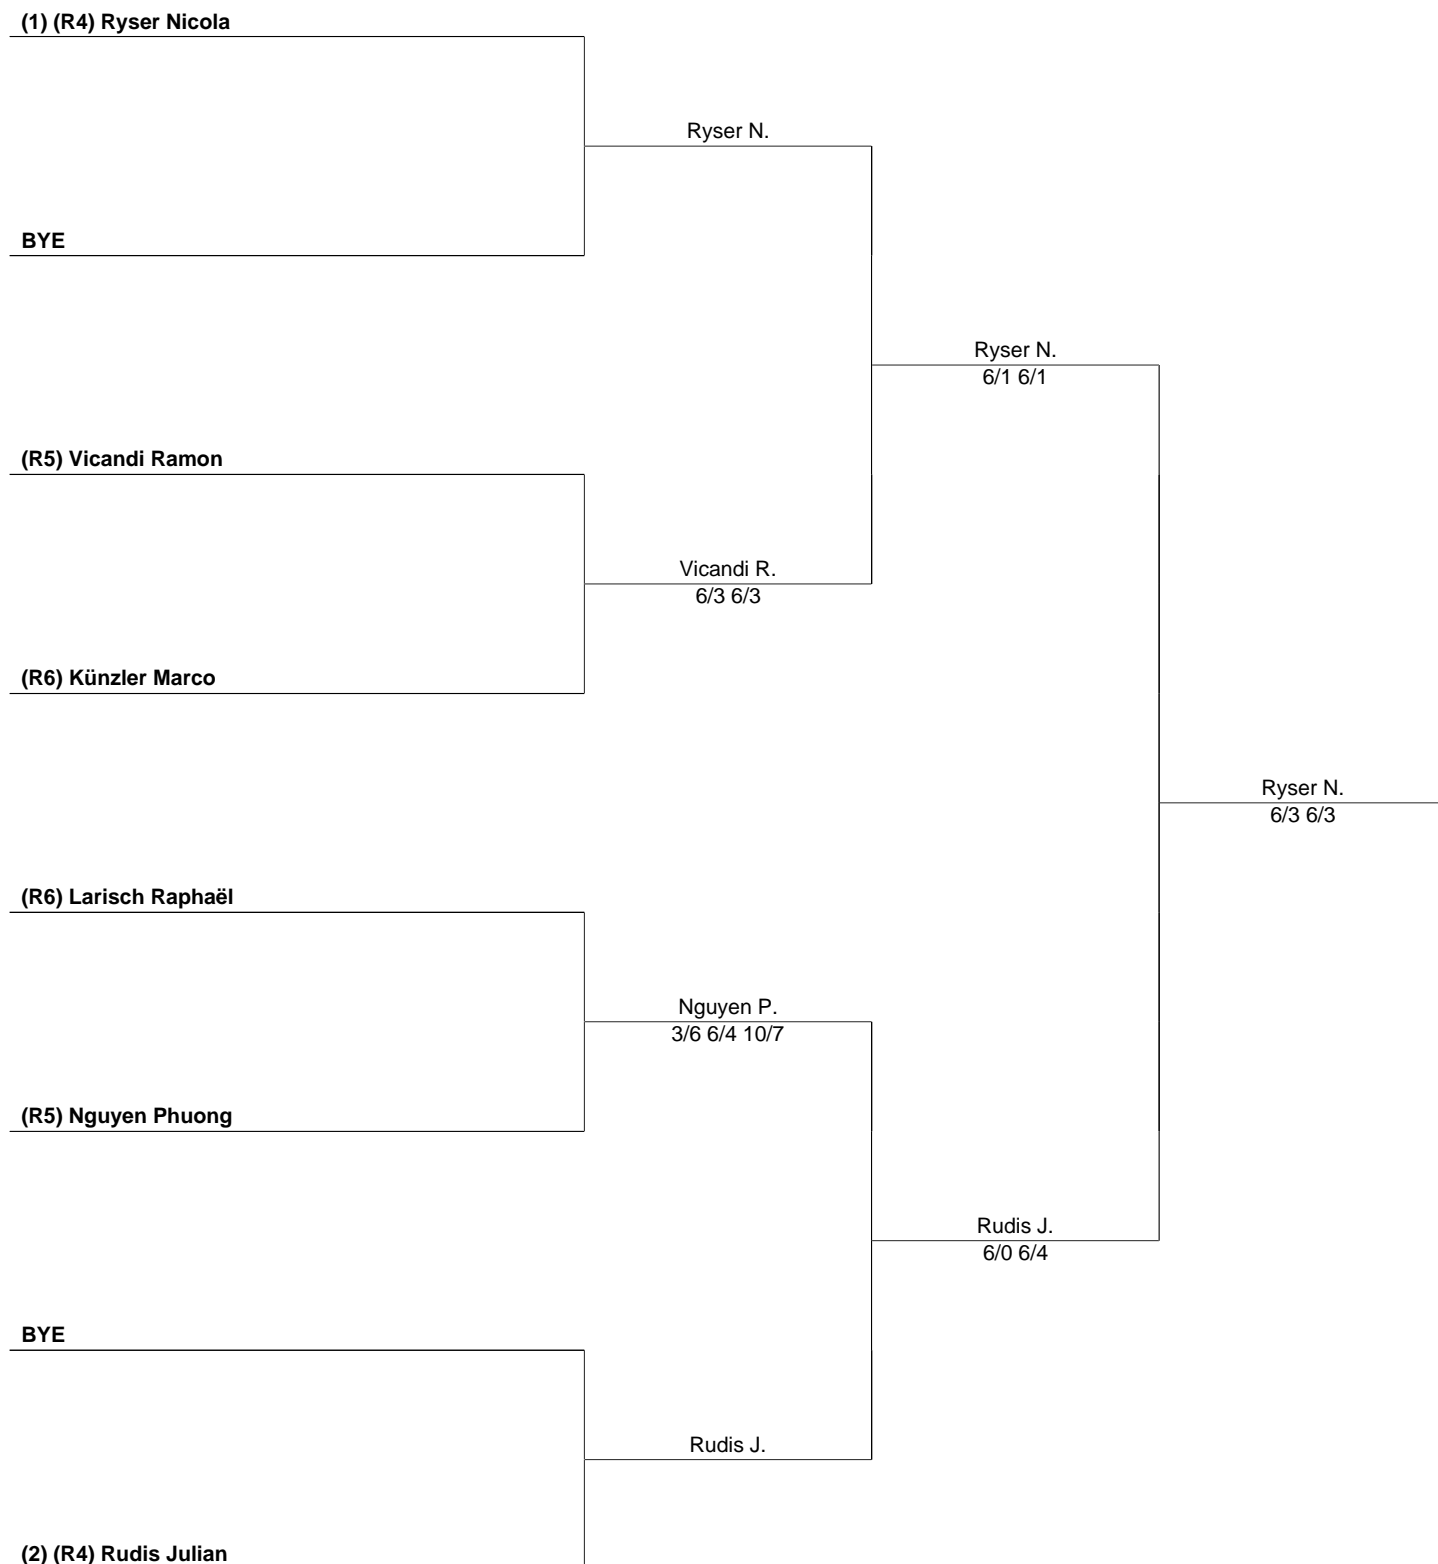 (1) (R4) Ryser Nicola
Ryser N.
BYE
Ryser N.
6/1 6/1
(R5) Vicandi Ramon
Vicandi R.
6/3 6/3
(R6) Künzler Marco
Ryser N.
6/3 6/3
(R6) Larisch Raphaël
Nguyen P.
3/6 6/4 10/7
(R5) Nguyen Phuong
Rudis J.
6/0 6/4
BYE
Rudis J.
(2) (R4) Rudis Julian